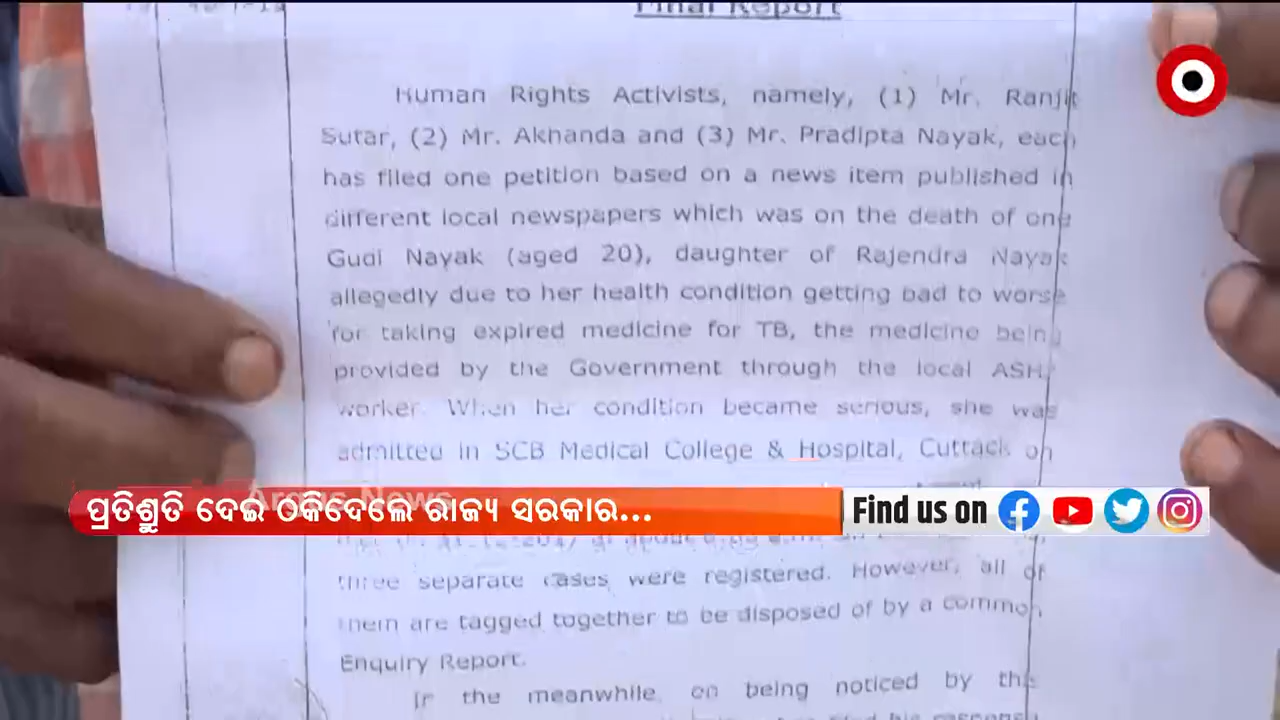 Final Report
Human Rights Activists, namely, (1) Mr. Ranjit
Sutar, (2) Mr. Akhanda and (3) Mr. Pradipta Nayak, each
has filed one petition based on a news item published in
different local newspapers which was on the death of one
Gudi Nayak (aged 20), daughter of Rajendra Nayak
allegedly due to her health condition getting bad to worse
for taking expired medicine for TB, the medicine being
provided by the Government through the local ASH
worker. When her condition became serious, she was
admitted in SCB Medical College & Hospital, Cuttack on
Argus News
ପ୍ରତିଶ୍ରୁତି ଦେଇ ଠକିଦେଲେ ରାଜ୍ୟ ସରକାର...
Find us on
three separate cases were registered. However, all of
them are tagged together to be disposed of by a common
Enquiry Report.
In the meanwhile, on being noticed by this